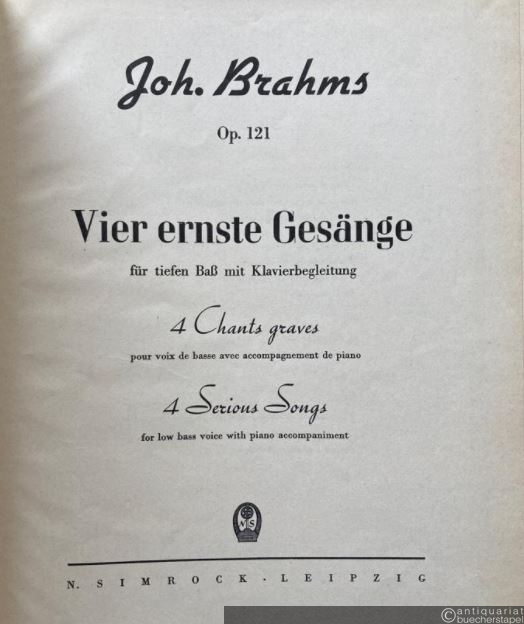 Joh. Brahms
Op. 121
Vier ernste Gesänge
für tiefen Baß mit Klavierbegleitung
4 Chants graves
pour voix de basse avec accompagnement de piano
4 Serious Songs
for low bass voice with piano accompaniment
N S
N. SIMROCK · LEIPZIG
©antiquariat
buecherstapel